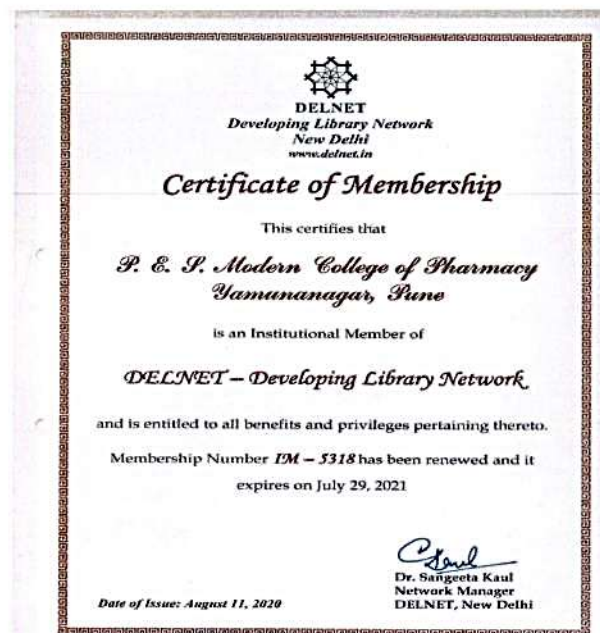 DELNET
Developing Library Network
New Delhi
www.delnet.in
Certificate of Membership
This certifies that
P. E. S. Modern College of Pharmacy
Yamunanagar, Pune
is an Institutional Member of
DELNET – Developing Library Network
and is entitled to all benefits and privileges pertaining thereto.
Membership Number IM – 5318 has been renewed and it
expires on July 29, 2021
Dr. Sangeeta Kaul
Network Manager
DELNET, New Delhi
Date of Issue: August 11, 2020